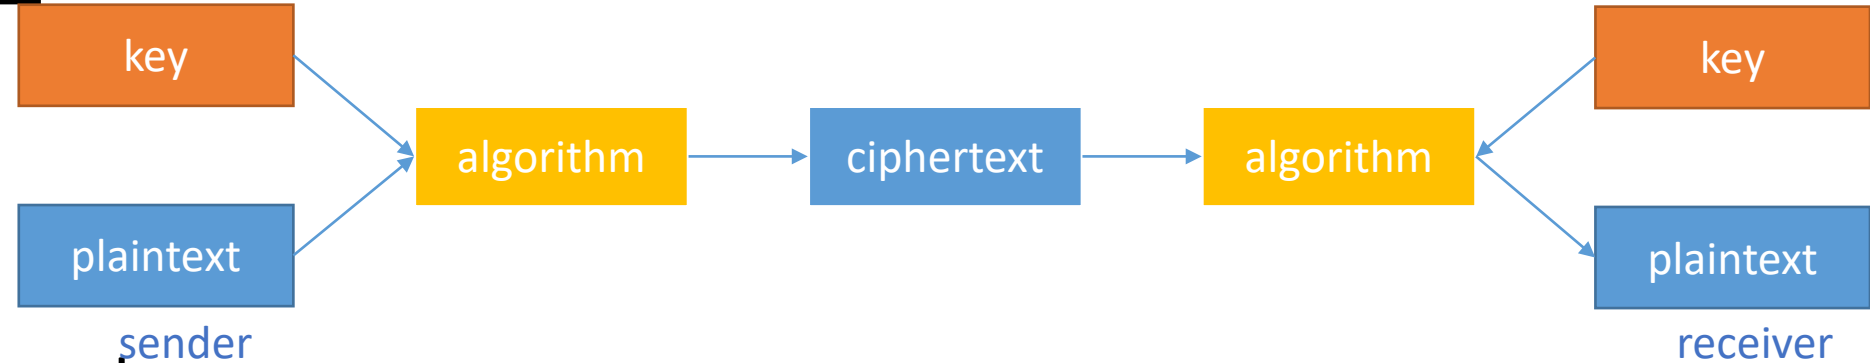 key
key
algorithm
ciphertext
algorithm
plaintext
plaintext
sender
receiver